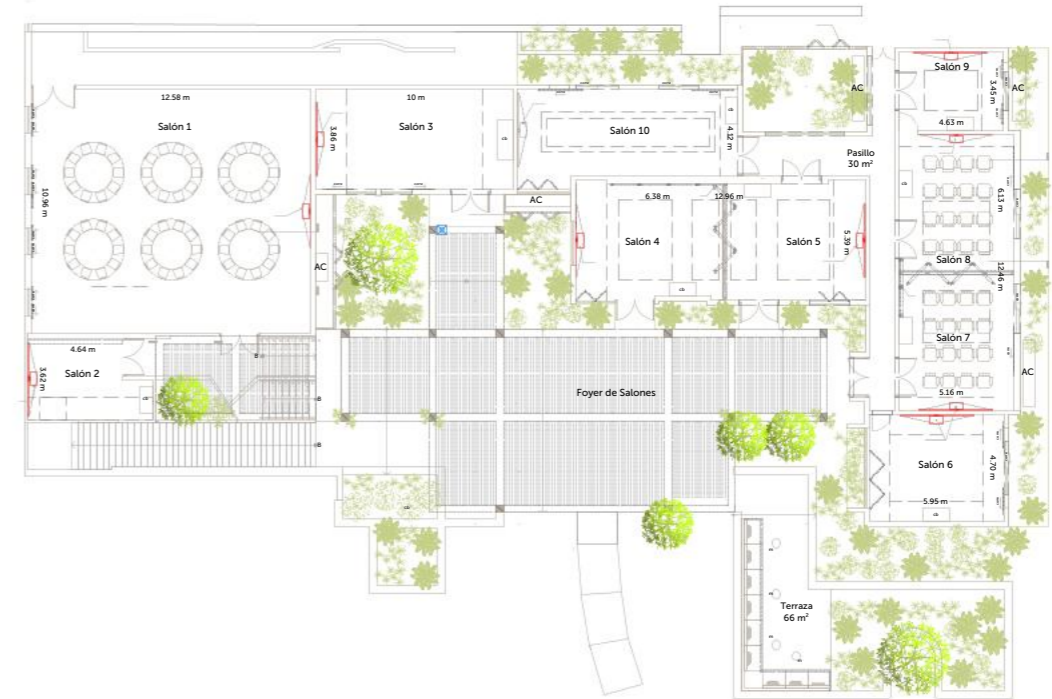 12.58 m
Salón 1
10.96 m
AC
10 m
Salón 3
3.86 m
Salón 10
4.12 m
AC
Salón 9
3.45 m
4.63 m
AC
Pasillo
30 m²
AC
6.38 m
12.96 m
Salón 4
Salón 5
5.39 m
6.13 m
Salón 8
12.46 m
Salón 7
5.16 m
AC
4.64 m
Salón 2
3.62 m
B
B
B
Foyer de Salones
Salón 6
4.70 m
5.95 m
Terraza
66 m²